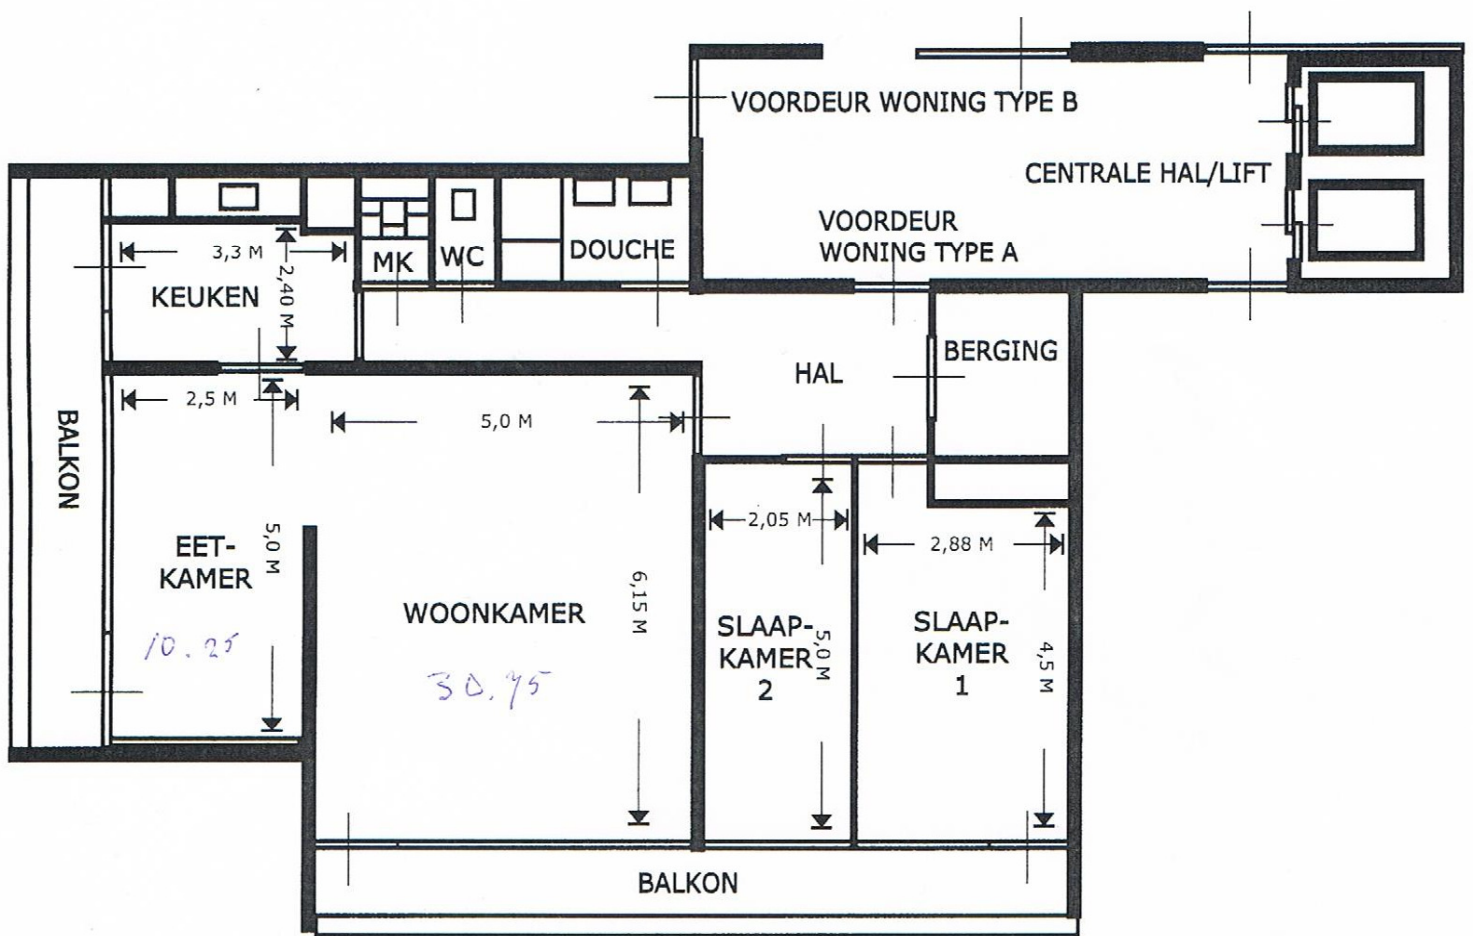 VOORDEUR WONING TYPE B
CENTRALE HAL/LIFT
VOORDEUR
WONING TYPE A
3,3 M
2,40 M
KEUKEN
MK
WC
DOUCHE
BERGING
HAL
BALKON
2,5 M
5,0 M
5,0 M
EET-
KAMER
10.25
WOONKAMER
30.75
6,15 M
2,05 M
SLAAP-
KAMER
2
5,0 M
2,88 M
SLAAP-
KAMER
1
4,5 M
BALKON